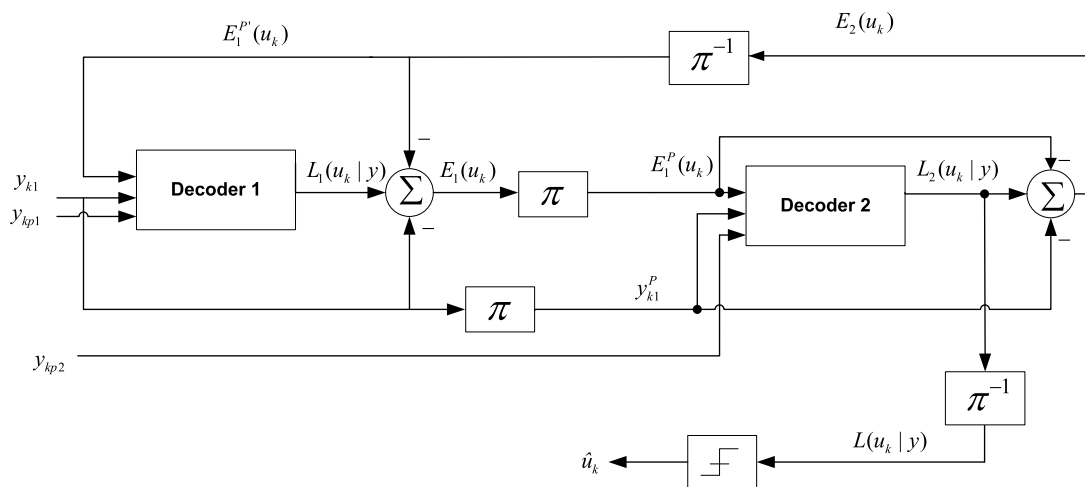 E_1^{P'}(u_k)
E_2(u_k)
π^{-1}
L_1(u_k | y)
E_1(u_k)
E_1^P(u_k)
L_2(u_k | y)
y_{k1}
y_{kp1}
Decoder 1
−
Σ
−
π
Decoder 2
−
Σ
−
π
y_{k1}^P
y_{kp2}
π^{-1}
L(u_k | y)
û_k